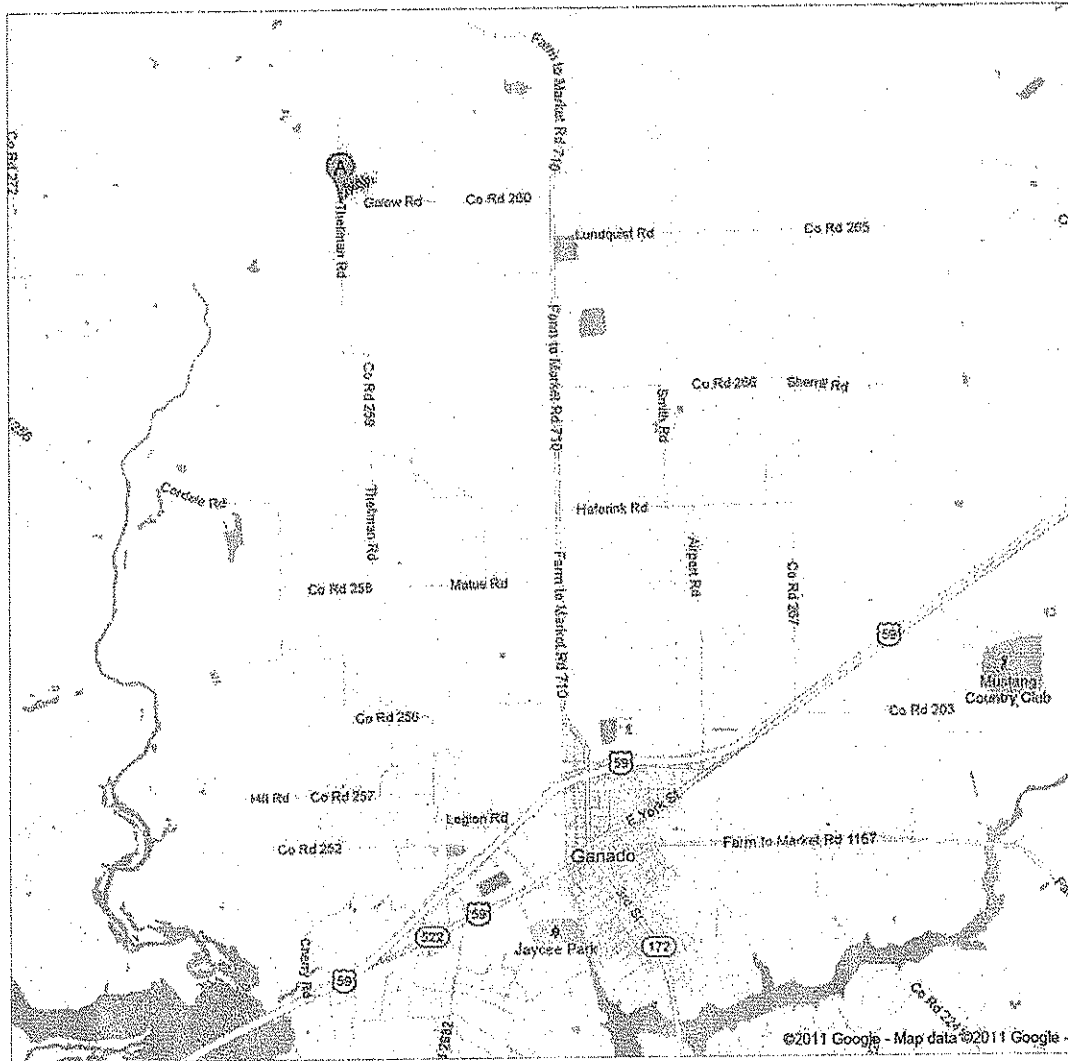 Farm to Market Rd 710
Co Rd 272
A
Galow Rd
Co Rd 260
Thelman Rd
Lundquist Rd
Co Rd 265
Farm to Market Rd 710
Co Rd 259
Co Rd 266
Sherrill Rd
Smith Rd
Cordele Rd
Thelman Rd
Haferink Rd
Farm to Market Rd 710
Airport Rd
Co Rd 267
Co Rd 258
Matus Rd
59
Mustang
Country Club
Co Rd 256
Co Rd 203
59
Hill Rd
Co Rd 257
Legion Rd
E York St
Co Rd 252
Ganado
Farm to Market Rd 1157
3rd St
59
522
Jaycee Park
172
Cherry Rd
59
Co Rd 224
©2011 Google - Map data ©2011 Google -